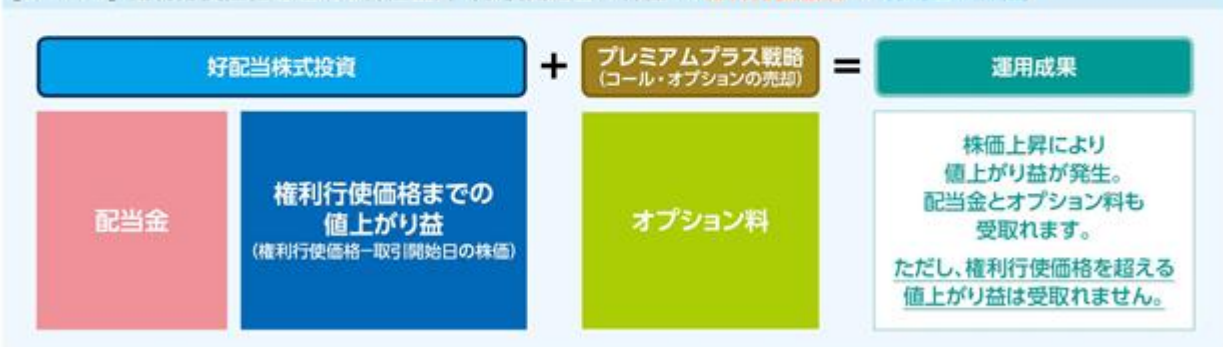 好配当株式投資
+
プレミアムプラス戦略
(コール・オプションの売却)
=
運用成果
配当金
権利行使価格までの
値上がり益
(権利行使価格ー取引開始日の株価)
オプション料
株価上昇により
値上がり益が発生。
配当金とオプション料も
受取れます。
ただし、権利行使価格を超える
値上がり益は受取れません。